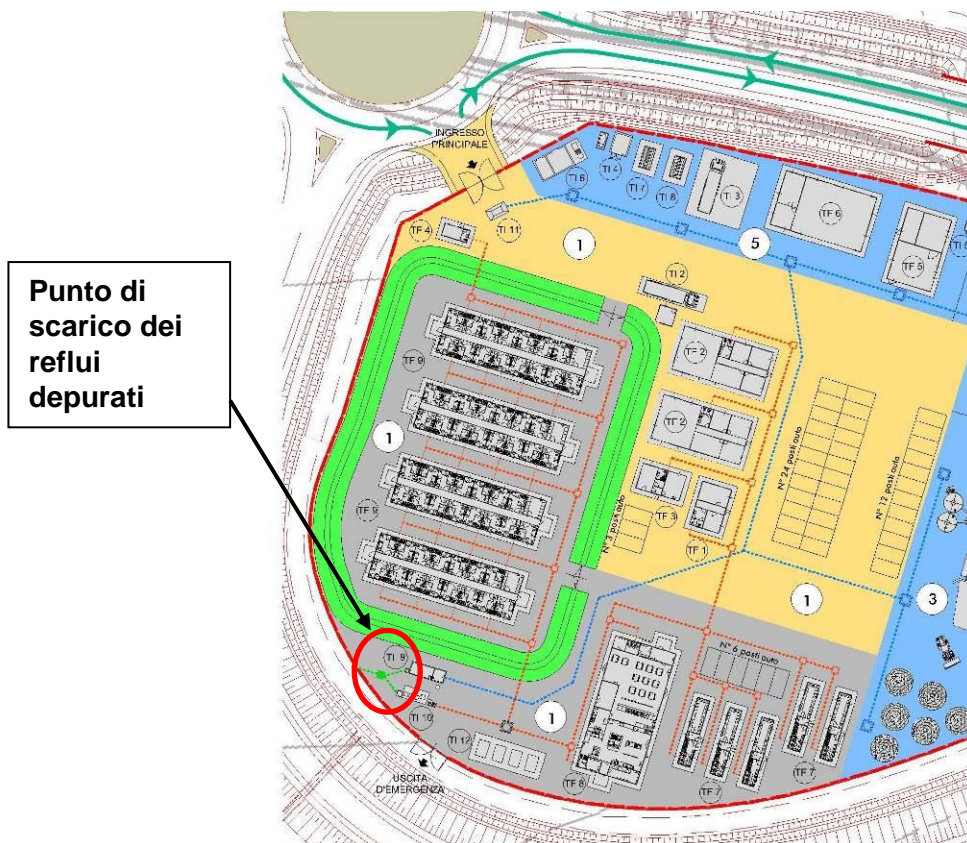 Punto di
scarico dei
reflui
depurati
INGRESSO
PRINCIPALE
TI 6
TI 4
TI 7
TI 8
TI 3
TF 6
TF 5
TF 4
TI 11
1
5
TI 2
TF 2
TF 9
1
TF 2
N° 24 posti auto
N° 12 posti auto
TF 3
N° 3 posti auto
TF 1
TF 9
1
3
TI 9
N° 6 posti auto
TI 10
1
TI 12
USCITA
D'EMERGENZA
TF 8
TF 7
TF 7